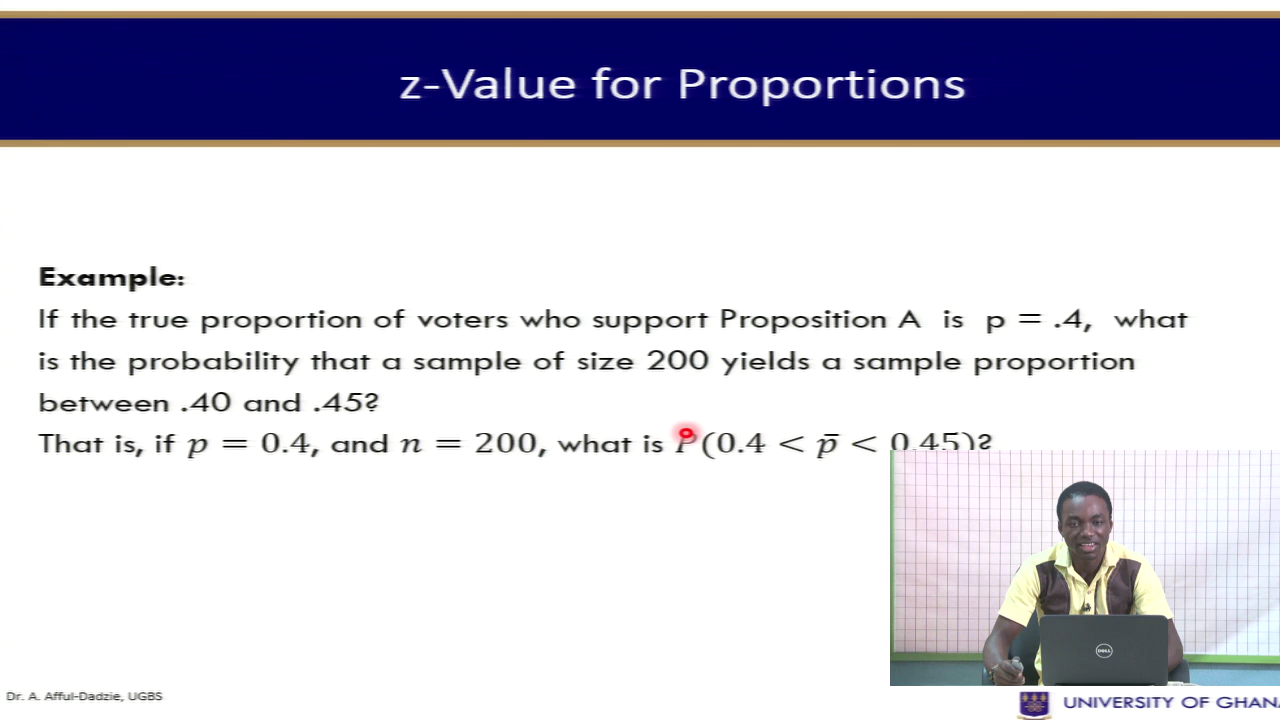 z-Value for Proportions
Example:
If the true proportion of voters who support Proposition A is p = .4, what
is the probability that a sample of size 200 yields a sample proportion
between .40 and .45?
That is, if p = 0.4, and n = 200, what is P(0.4 < p̄ < 0.45)?
DELL
Dr. A. Afful-Dadzie, UGBS
UNIVERSITY OF GHANA